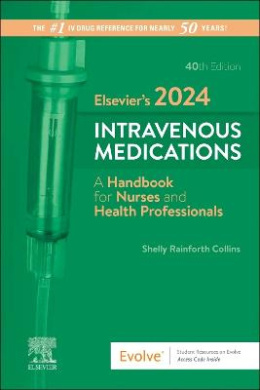 THE #1 IV DRUG REFERENCE FOR NEARLY 50 YEARS!
40th Edition
Elsevier's 2024
INTRAVENOUS
MEDICATIONS
A Handbook
for Nurses and
Health Professionals
Shelly Rainforth Collins
ELSEVIER
Evolve®
Student Resources on Evolve
Access Code Inside